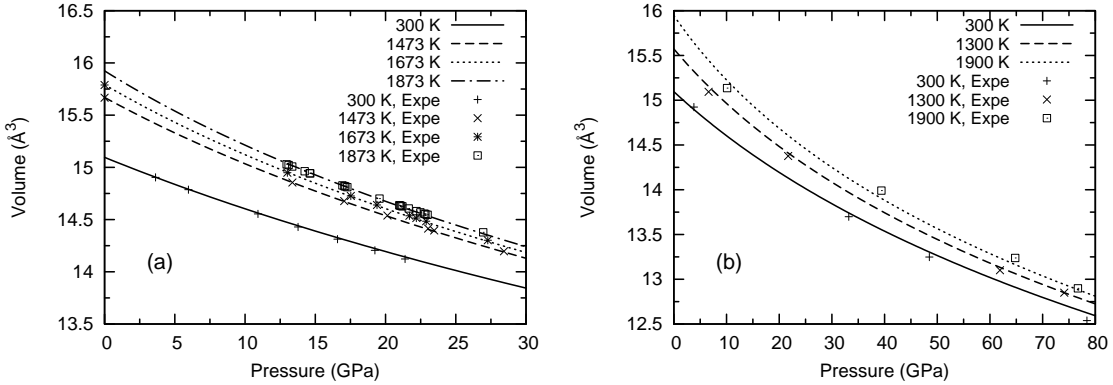 16.5
16
15.5
15
14.5
14
13.5
0 5 10 15 20 25 30
Volume (Å³)
Pressure (GPa)
(a)
300 K
1473 K
1673 K
1873 K
300 K, Expe
1473 K, Expe
1673 K, Expe
1873 K, Expe
16
15.5
15
14.5
14
13.5
13
12.5
0 10 20 30 40 50 60 70 80
Volume (Å³)
Pressure (GPa)
(b)
300 K
1300 K
1900 K
300 K, Expe
1300 K, Expe
1900 K, Expe